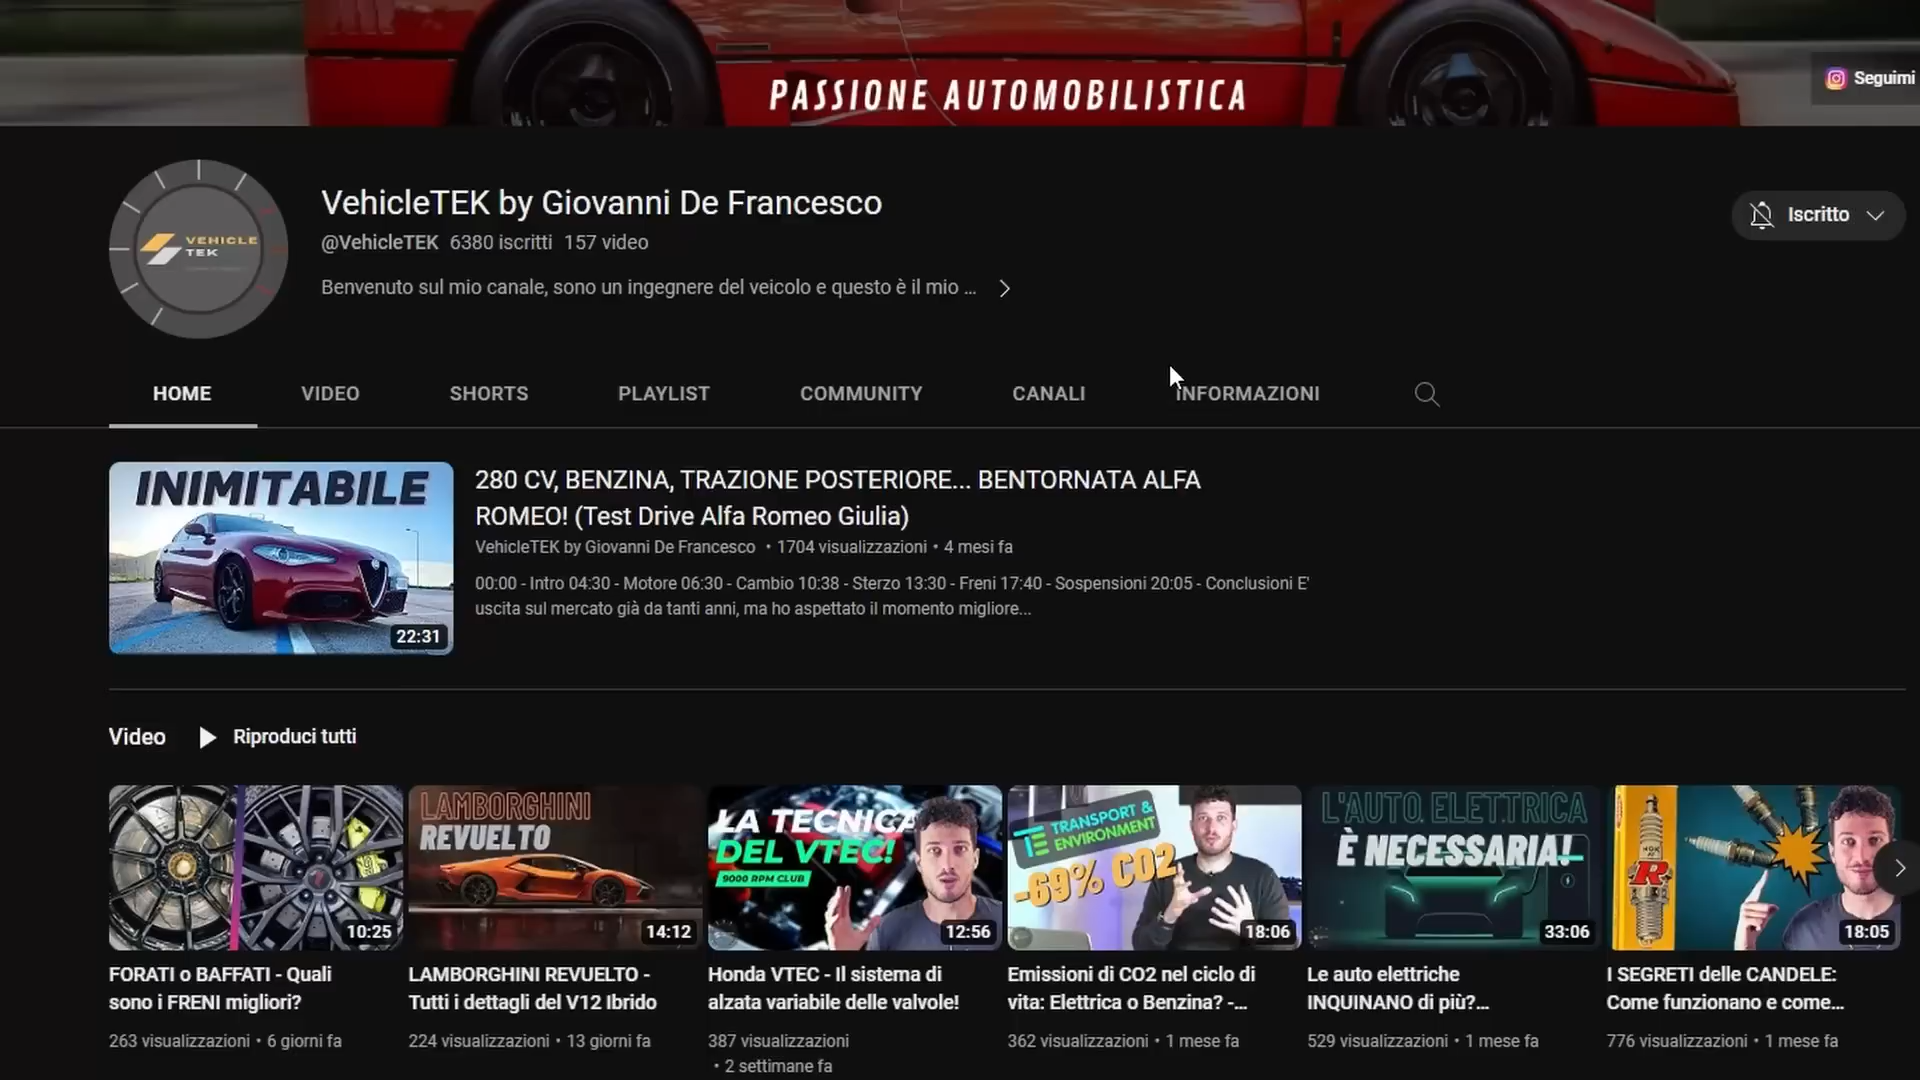 PASSIONE AUTOMOBILISTICA
Seguimi
VEHICLE
TEK
VehicleTEK by Giovanni De Francesco
@VehicleTEK 6380 iscritti 157 video
Benvenuto sul mio canale, sono un ingegnere del veicolo e questo è il mio ...
Iscritto
HOME VIDEO SHORTS PLAYLIST COMMUNITY CANALI INFORMAZIONI
INIMITABILE
22:31
280 CV, BENZINA, TRAZIONE POSTERIORE... BENTORNATA ALFA
ROMEO! (Test Drive Alfa Romeo Giulia)
VehicleTEK by Giovanni De Francesco • 1704 visualizzazioni • 4 mesi fa
00:00 - Intro 04:30 - Motore 06:30 - Cambio 10:38 - Sterzo 13:30 - Freni 17:40 - Sospensioni 20:05 - Conclusioni E'
uscita sul mercato già da tanti anni, ma ho aspettato il momento migliore...
Video Riproduci tutti
10:25
FORATI o BAFFATI - Quali
sono i FRENI migliori?
263 visualizzazioni • 6 giorni fa
LAMBORGHINI
REVUELTO
14:12
LAMBORGHINI REVUELTO -
Tutti i dettagli del V12 Ibrido
224 visualizzazioni • 13 giorni fa
LA TECNICA
DEL VTEC!
9000 RPM CLUB
12:56
Honda VTEC - Il sistema di
alzata variabile delle valvole!
387 visualizzazioni
• 2 settimane fa
TE TRANSPORT &
ENVIRONMENT
-69% CO2
18:06
Emissioni di CO2 nel ciclo di
vita: Elettrica o Benzina? -...
362 visualizzazioni • 1 mese fa
L'AUTO ELETTRICA
È NECESSARIA!
33:06
Le auto elettriche
INQUINANO di più?...
529 visualizzazioni • 1 mese fa
NGK
R
18:05
I SEGRETI delle CANDELE:
Come funzionano e come...
776 visualizzazioni • 1 mese fa